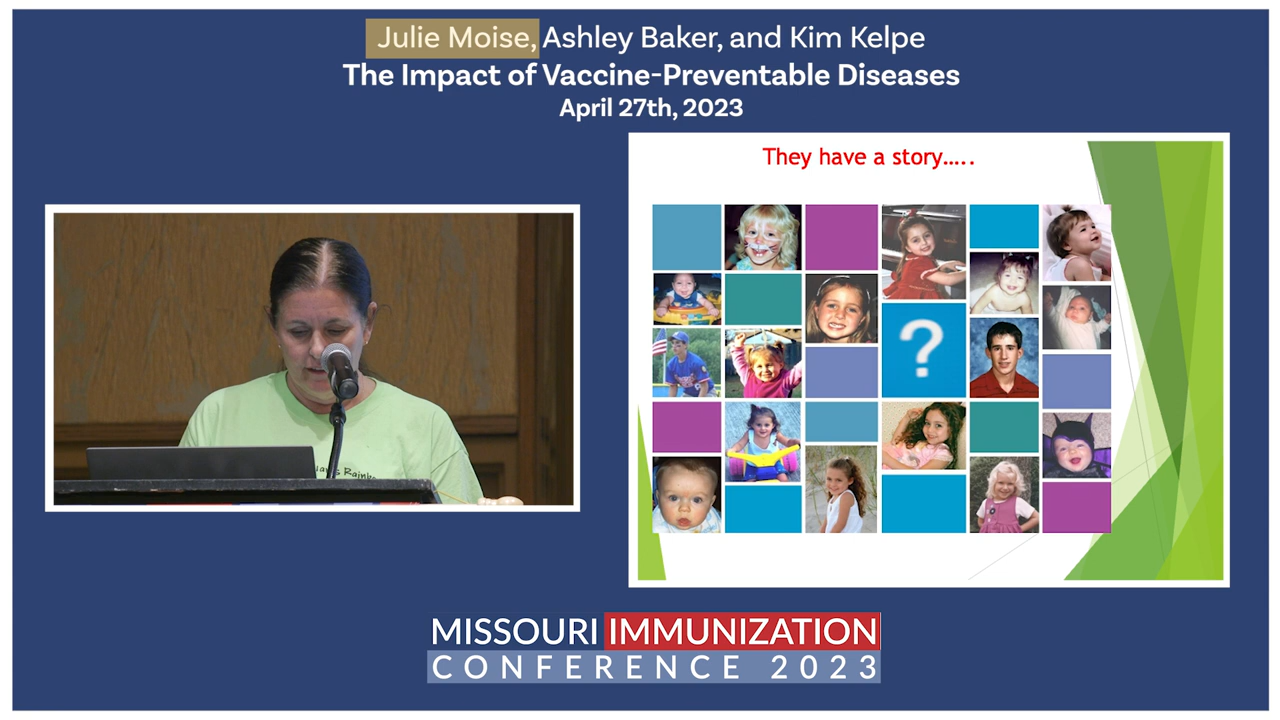 Julie Moise, Ashley Baker, and Kim Kelpe
The Impact of Vaccine-Preventable Diseases
April 27th, 2023
They have a story.....
?
MISSOURI IMMUNIZATION
CONFERENCE 2023